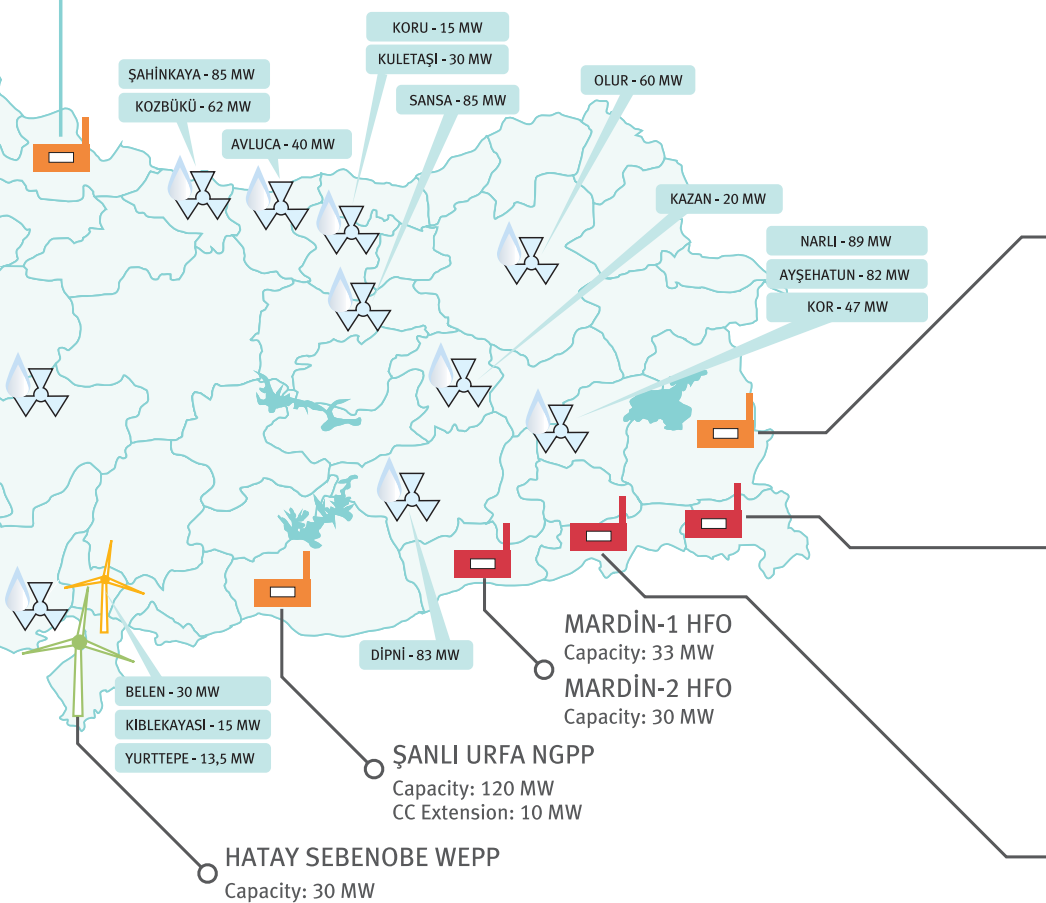 KORU - 15 MW
KULETAŞI - 30 MW
ŞAHİNKAYA - 85 MW
KOZBÜKÜ - 62 MW
SANSA - 85 MW
OLUR - 60 MW
AVLUCA - 40 MW
KAZAN - 20 MW
NARLI - 89 MW
AYŞEHATUN - 82 MW
KOR - 47 MW
DİPNİ - 83 MW
MARDİN-1 HFO
Capacity: 33 MW
MARDİN-2 HFO
Capacity: 30 MW
BELEN - 30 MW
KIBLEKAYASI - 15 MW
YURTTEPE - 13,5 MW
ŞANLI URFA NGPP
Capacity: 120 MW
CC Extension: 10 MW
HATAY SEBENOBE WEPP
Capacity: 30 MW